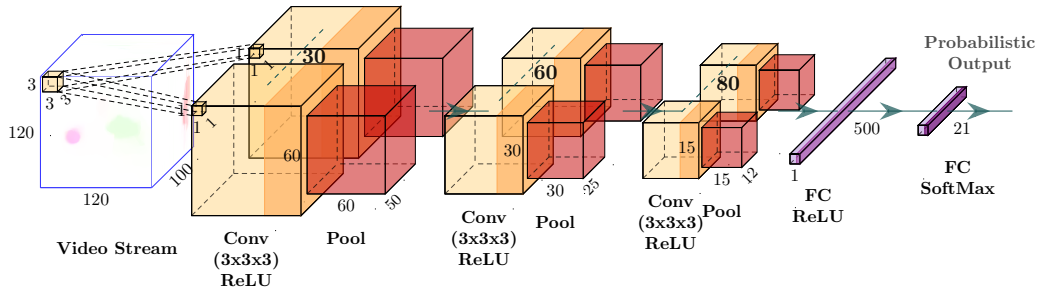 3
3
3
120
120
100
Video Stream
1
1
1
1
30
60
60
50
Conv
(3x3x3)
ReLU
Pool
60
30
30
25
Conv
(3x3x3)
ReLU
Pool
80
15
15
12
Conv
(3x3x3)
ReLU
Pool
1
500
FC
ReLU
21
FC
SoftMax
Probabilistic
Output